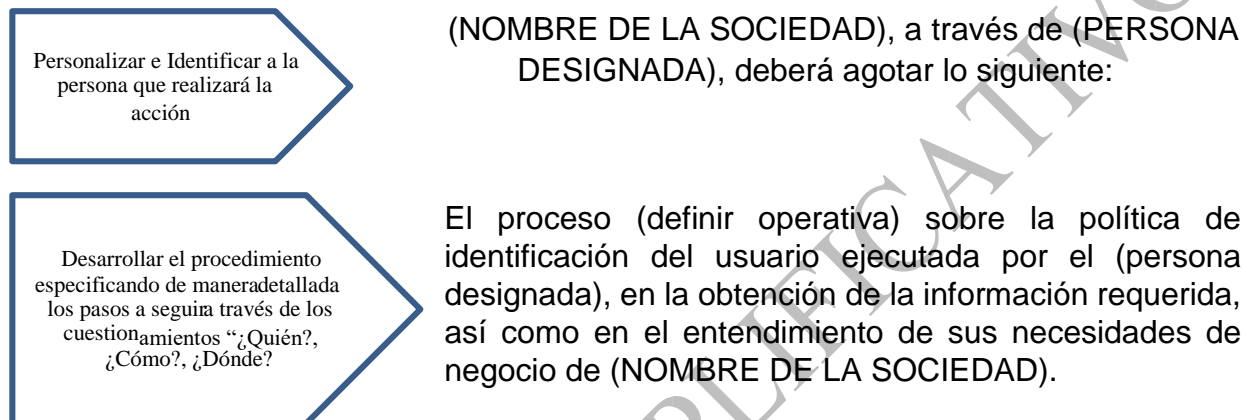 Personalizar e Identificar a la
persona que realizará la
acción
(NOMBRE DE LA SOCIEDAD), a través de (PERSONA
DESIGNADA), deberá agotar lo siguiente:
Desarrollar el procedimiento
especificando de maneradetallada
los pasos a seguira través de los
cuestionamientos “¿Quién?,
¿Cómo?, ¿Dónde?
El proceso (definir operativa) sobre la política de
identificación del usuario ejecutada por el (persona
designada), en la obtención de la información requerida,
así como en el entendimiento de sus necesidades de
negocio de (NOMBRE DE LA SOCIEDAD).
PLIFICATIVO